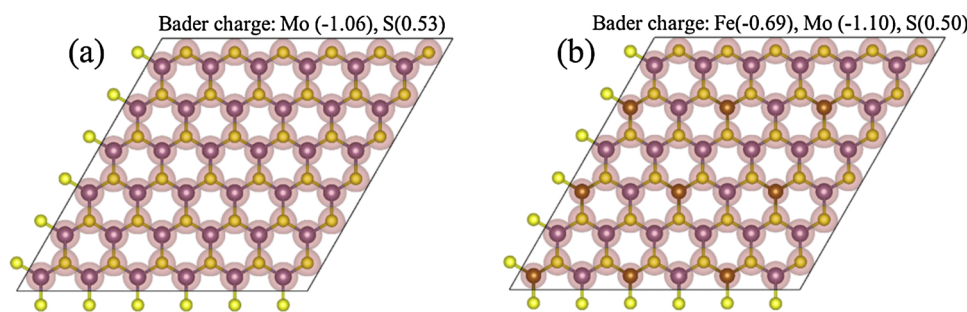 Bader charge: Mo (-1.06), S(0.53)
(a)
Bader charge: Fe(-0.69), Mo (-1.10), S(0.50)
(b)